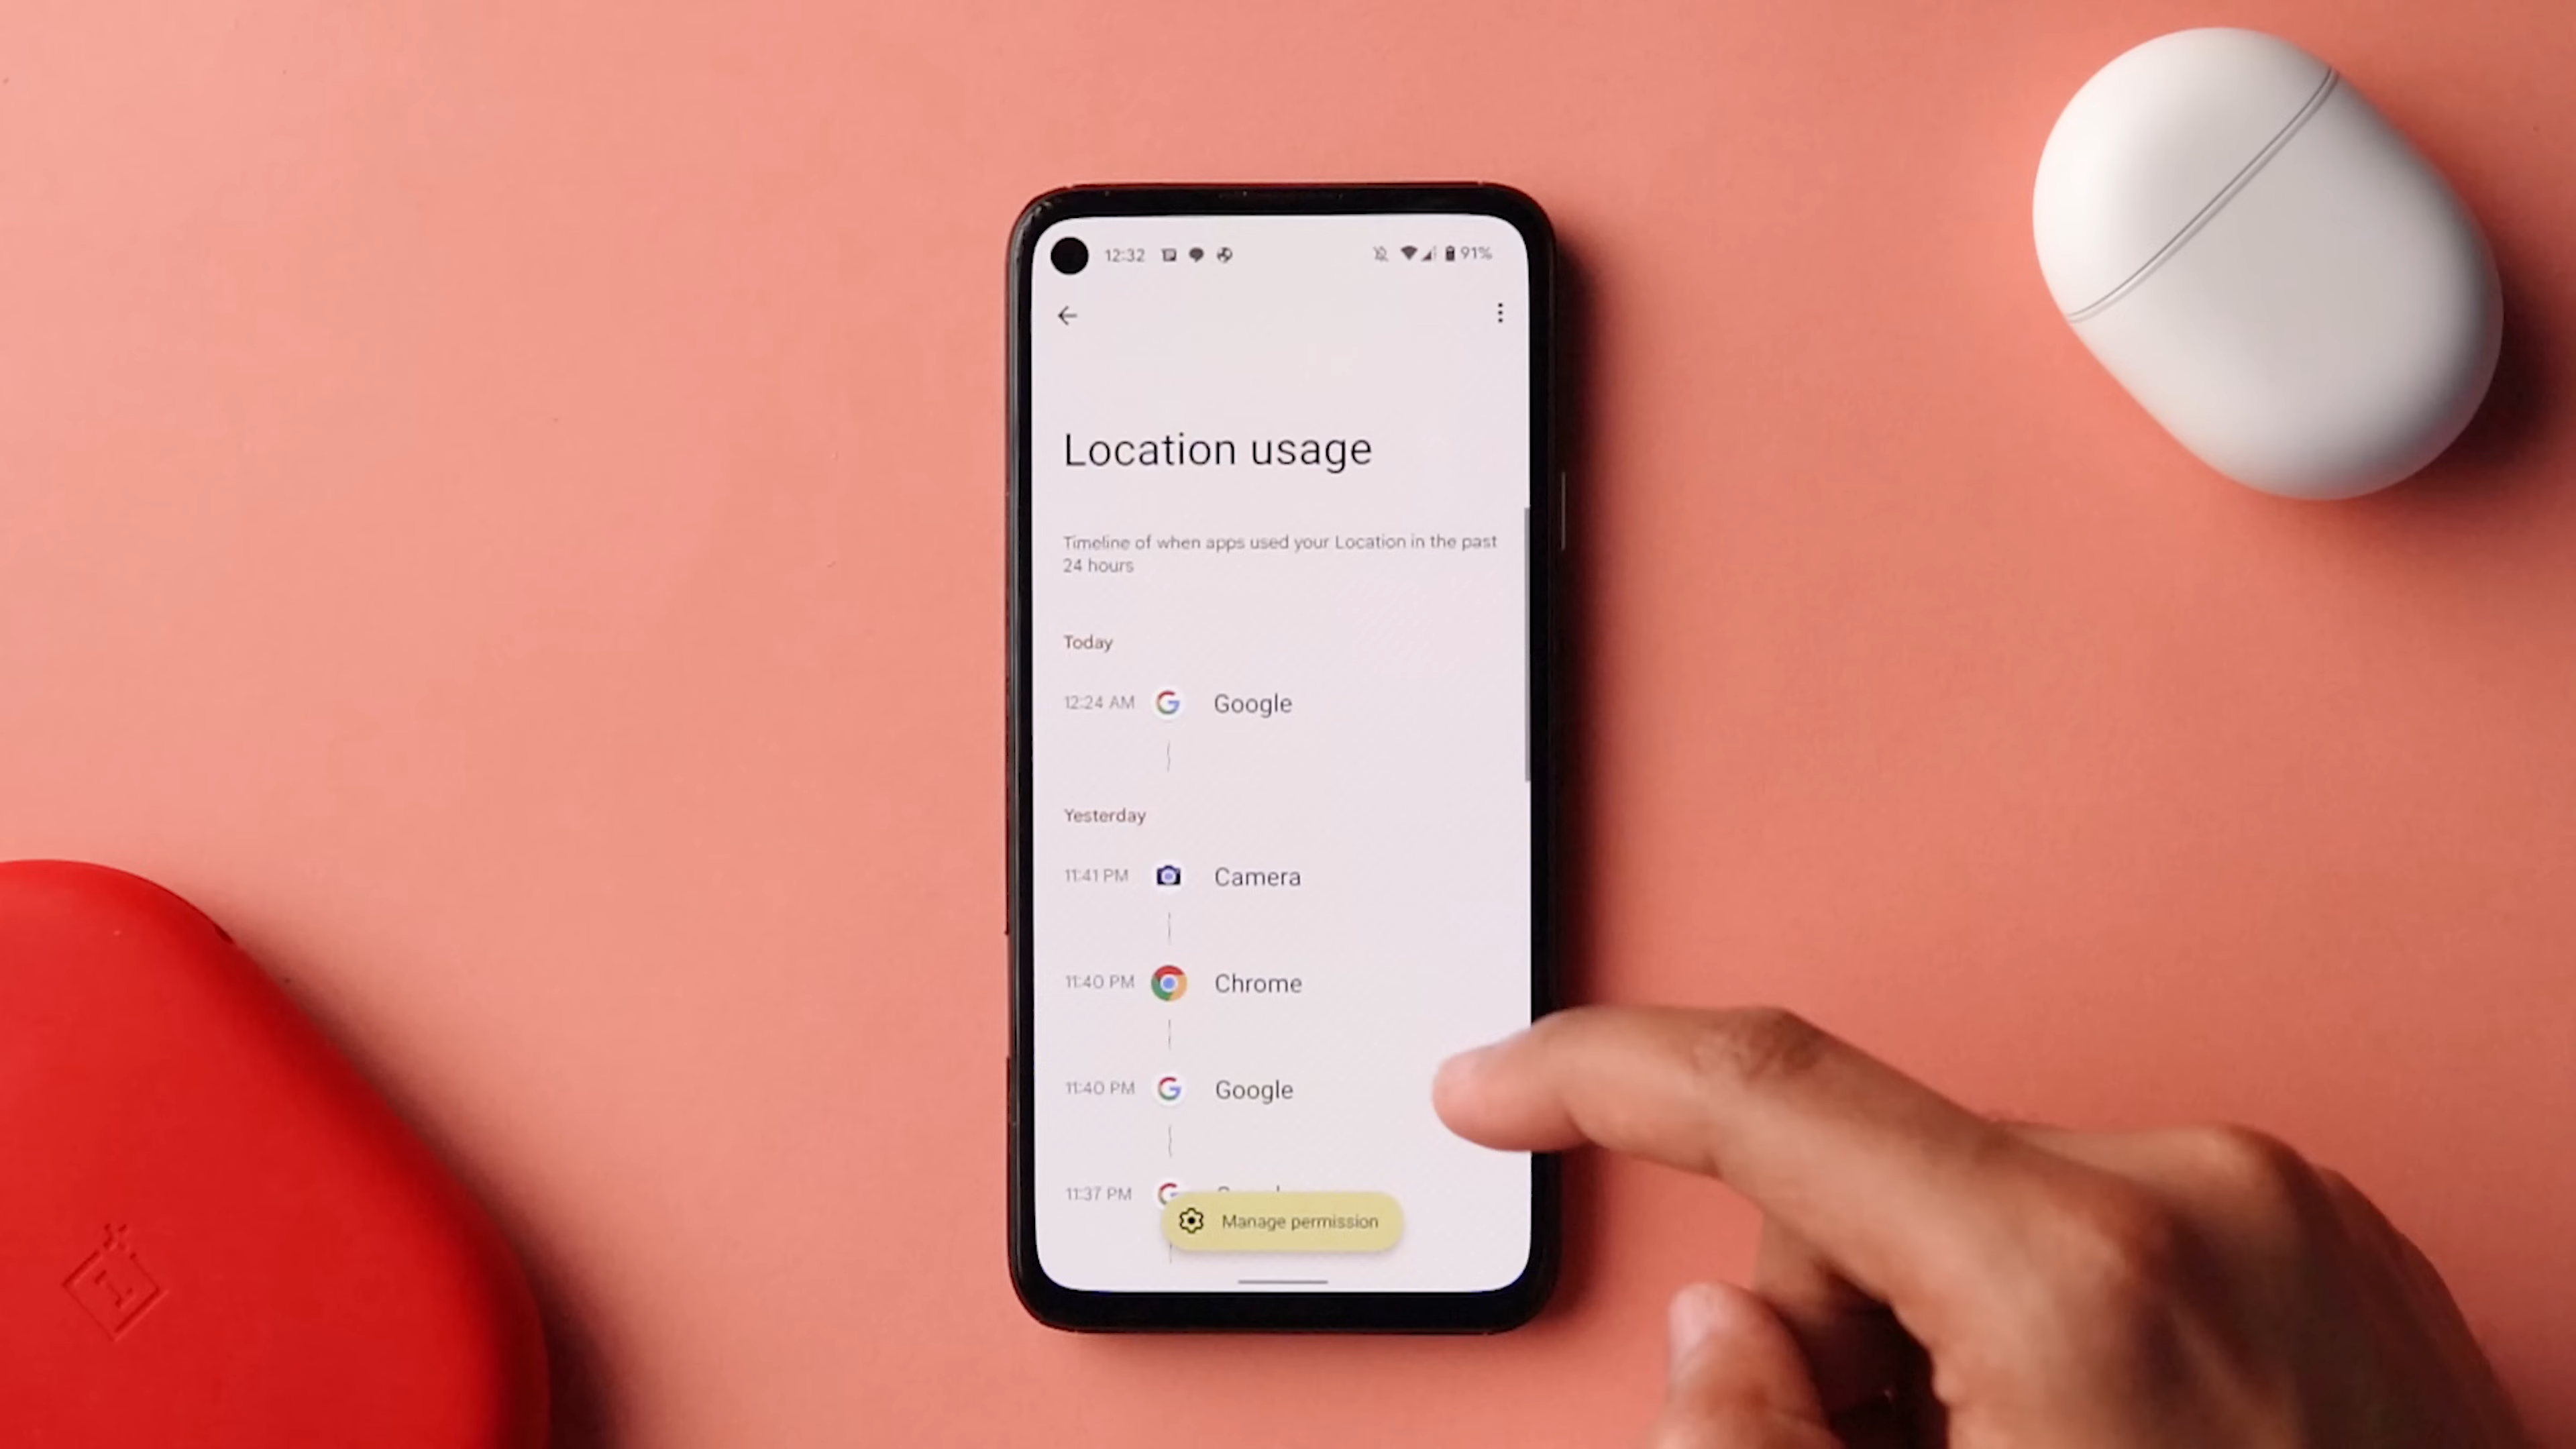 12:32 91%
Location usage
Timeline of when apps used your Location in the past
24 hours
Today
12:24 AM Google
Yesterday
11:41 PM Camera
11:40 PM Chrome
11:40 PM Google
11:37 PM
Manage permission